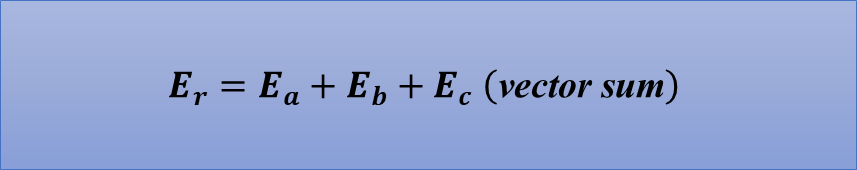 E_r = E_a + E_b + E_c (vector sum)